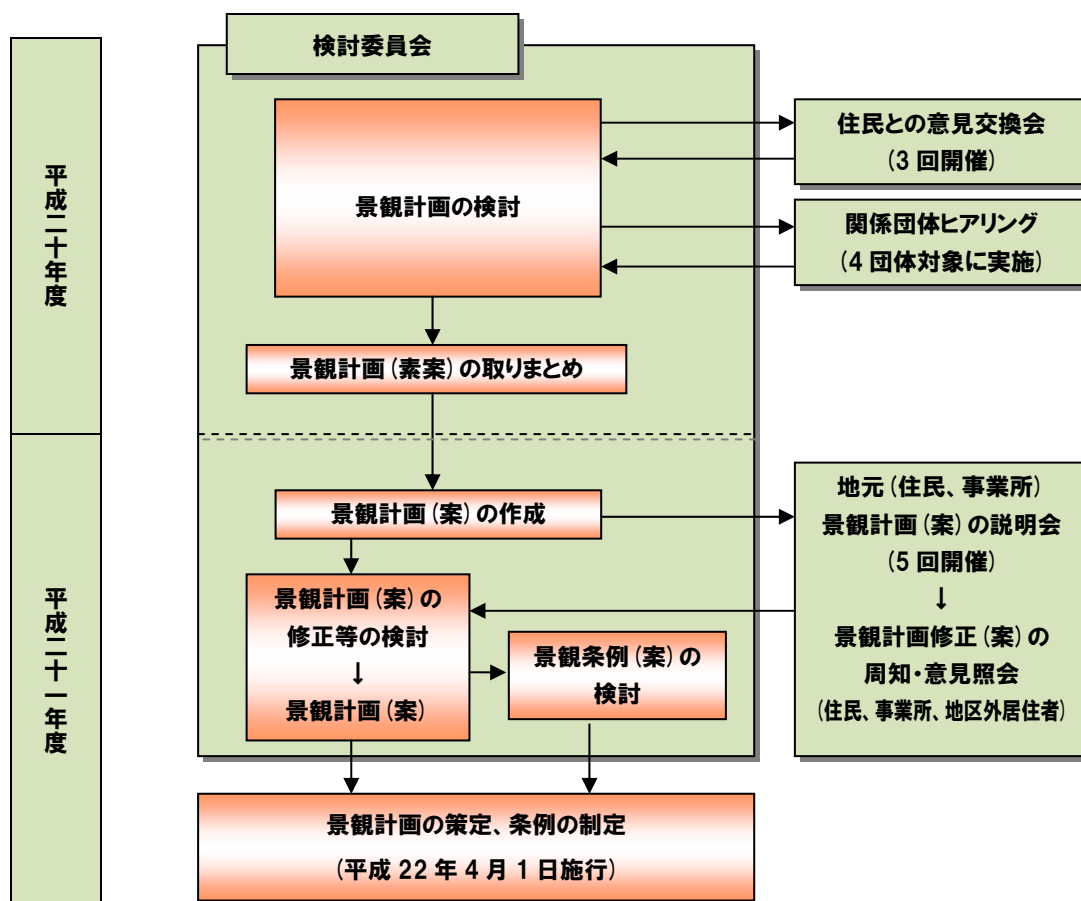 検討委員会
平成二十年度
景観計画の検討
住民との意見交換会
(3 回開催)
関係団体ヒアリング
(4 団体対象に実施)
景観計画(素案)の取りまとめ
平成二十一年度
景観計画(案)の作成
地元(住民、事業所)
景観計画(案)の説明会
(5 回開催)
↓
景観計画修正(案)の
周知・意見照会
(住民、事業所、地区外居住者)
景観計画(案)の
修正等の検討
↓
景観計画(案)
景観条例(案)の
検討
景観計画の策定、条例の制定
(平成 22 年 4 月 1 日施行)